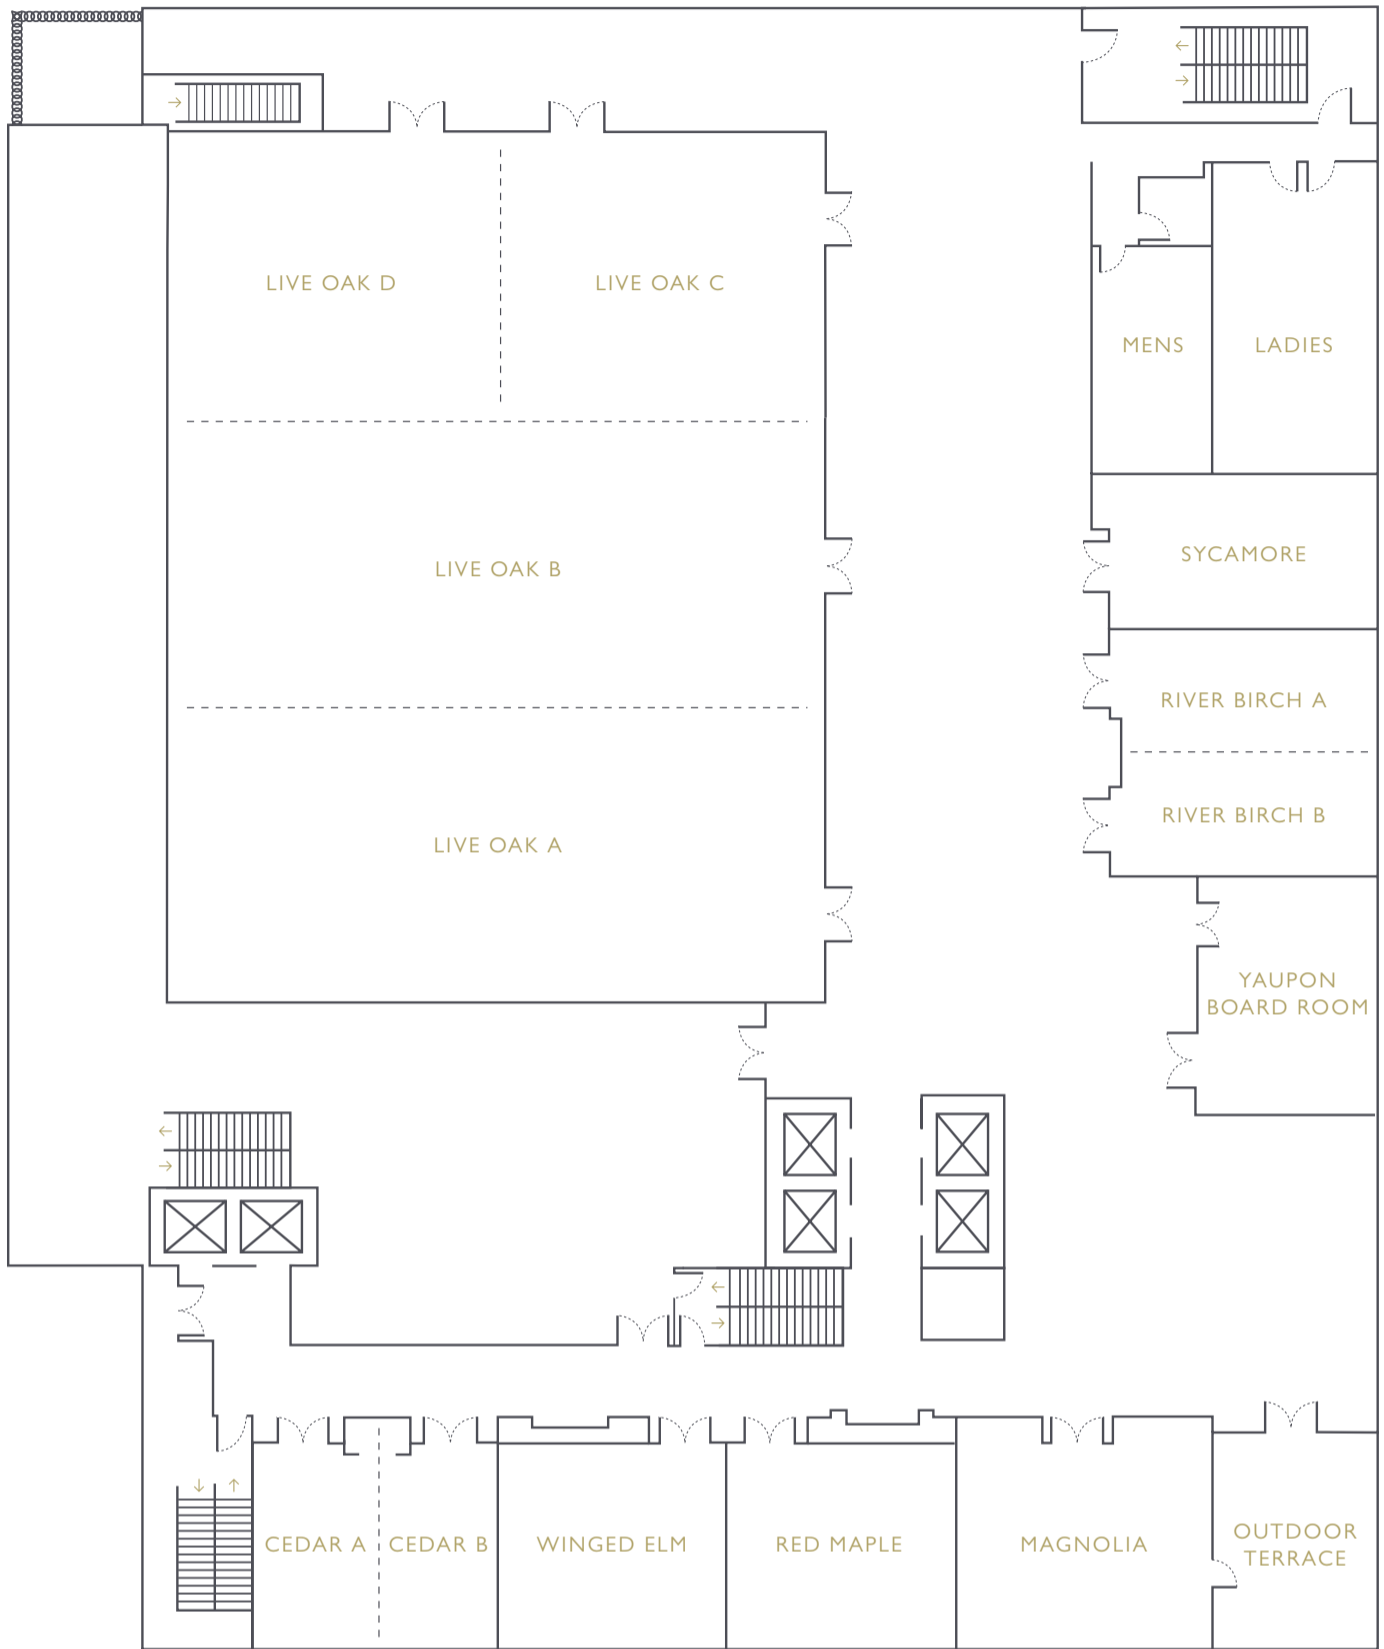 LIVE OAK D
LIVE OAK C
MENS
LADIES
LIVE OAK B
SYCAMORE
RIVER BIRCH A
RIVER BIRCH B
LIVE OAK A
YAUPON
BOARD ROOM
CEDAR A
CEDAR B
WINGED ELM
RED MAPLE
MAGNOLIA
OUTDOOR
TERRACE